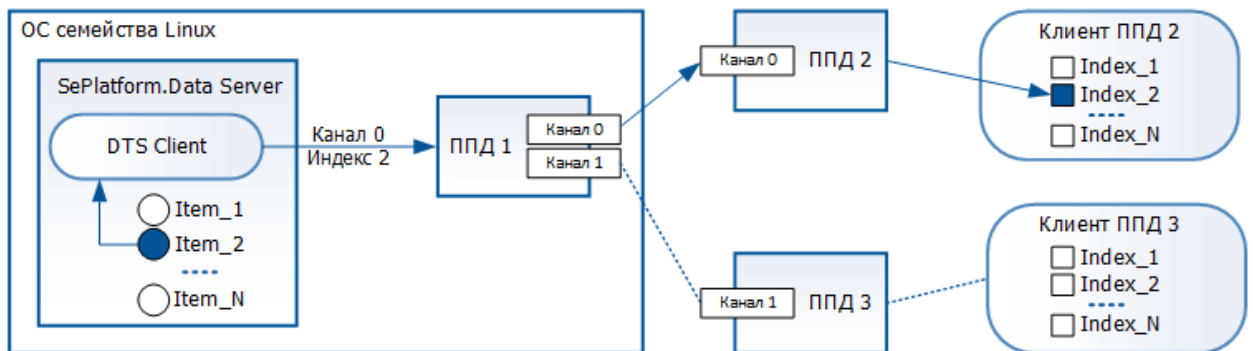 ОС семейства Linux
SePlatform.Data Server
DTS Client
Item_1
Item_2
Item_N
Канал 0
Индекс 2
ППД 1
Канал 0
Канал 1
Канал 0
ППД 2
Клиент ППД 2
Index_1
Index_2
Index_N
Канал 1
ППД 3
Клиент ППД 3
Index_1
Index_2
Index_N